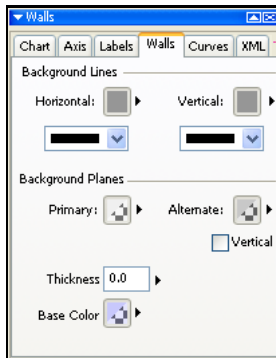 Walls
Chart Axis Labels Walls Curves XML
Background Lines
Horizontal: Vertical:
Background Planes
Primary: Alternate:
Vertical
Thickness 0.0
Base Color